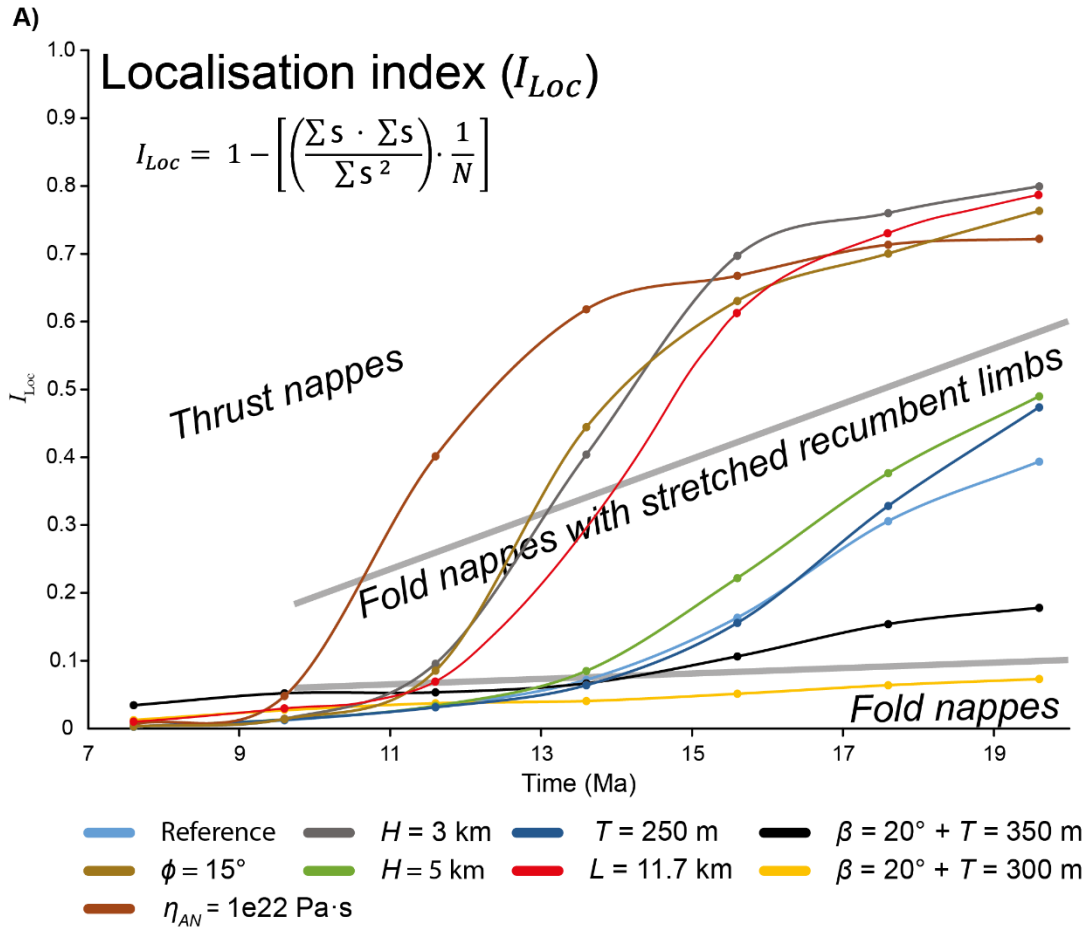 A)
Localisation index (I_Loc)
I_Loc = 1 − [((∑s · ∑s)/(∑s²)) · 1/N]
1.0
0.9
0.8
0.7
0.6
0.5
0.4
0.3
0.2
0.1
0
I_Loc
Thrust nappes
Fold nappes with stretched recumbent limbs
Fold nappes
7 9 11 13 15 17 19
Time (Ma)
Reference H = 3 km T = 250 m β = 20° + T = 350 m
ϕ = 15° H = 5 km L = 11.7 km β = 20° + T = 300 m
η_AN = 1e22 Pa·s